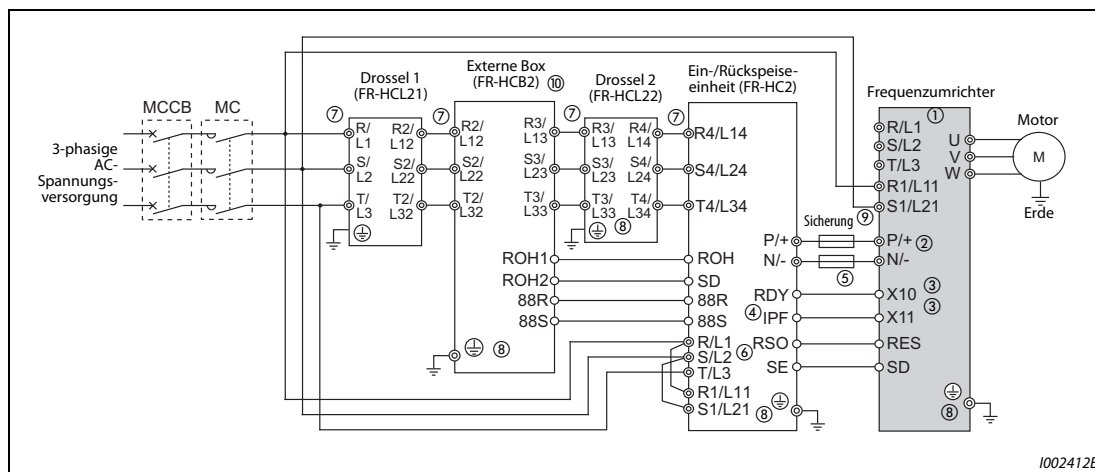 MCCB
MC
3-phasige
AC-
Spannungs-
versorgung
Drossel 1
(FR-HCL21)
⑦
R/
L1
R2/
L12
S/
L2
S2/
L22
T/
L3
T2/
L32
Externe Box
(FR-HCB2) ⑩
⑦
R2/
L12
R3/
L13
S2/
L22
S3/
L23
T2/
L32
T3/
L33
ROH1
ROH2
88R
88S
⑧
Drossel 2
(FR-HCL22)
⑦
R3/
L13
R4/
L14
S3/
L23
S4/
L24
T3/
L33
T4/
L34
⑧
Ein-/Rückspeise-
einheit (FR-HC2)
⑦
R4/L14
S4/L24
T4/L34
P/+
N/-
ROH
SD
RDY
88R
④ IPF
88S
R/L1
RSO
S/L2 ⑥
T/L3
SE
R1/L11
S1/L21
⑧
Sicherung
⑤
Frequenzumrichter
①
R/L1
S/L2
T/L3
U
V
W
R1/L11
S1/L21
⑨
P/+ ②
N/-
X10 ③
③
X11
RES
SD
⑧
Motor
M
Erde
I002412E